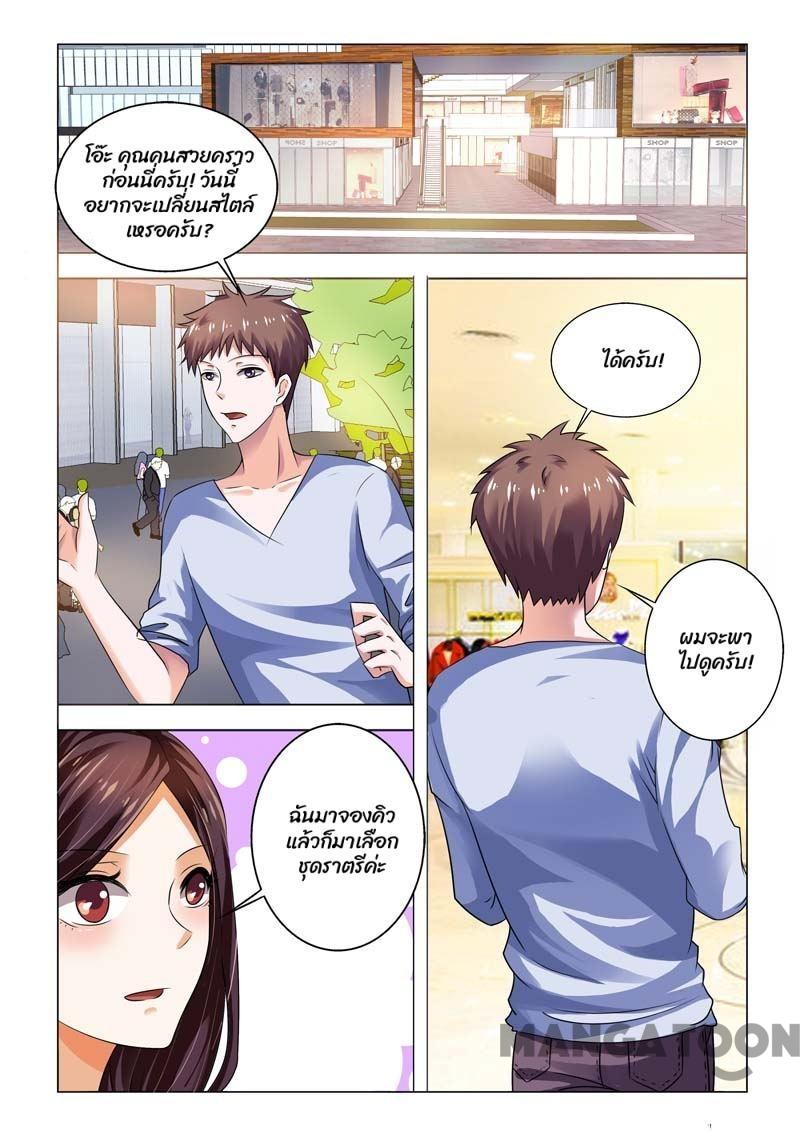 โอ๊ะ คุณคนสวยคราว
ก่อนนี่ครับ! วันนี้
อยากจะเปลี่ยนสไตล์
เหรอครับ?
SHOP
SHOP
SHOP
SHOP
SHOP
SHOP
ฉันมาจองคิว
แล้วก็มาเลือก
ชุดราตรีค่ะ
ได้ครับ!
ผมจะพา
ไปดูครับ!
MANGATOON